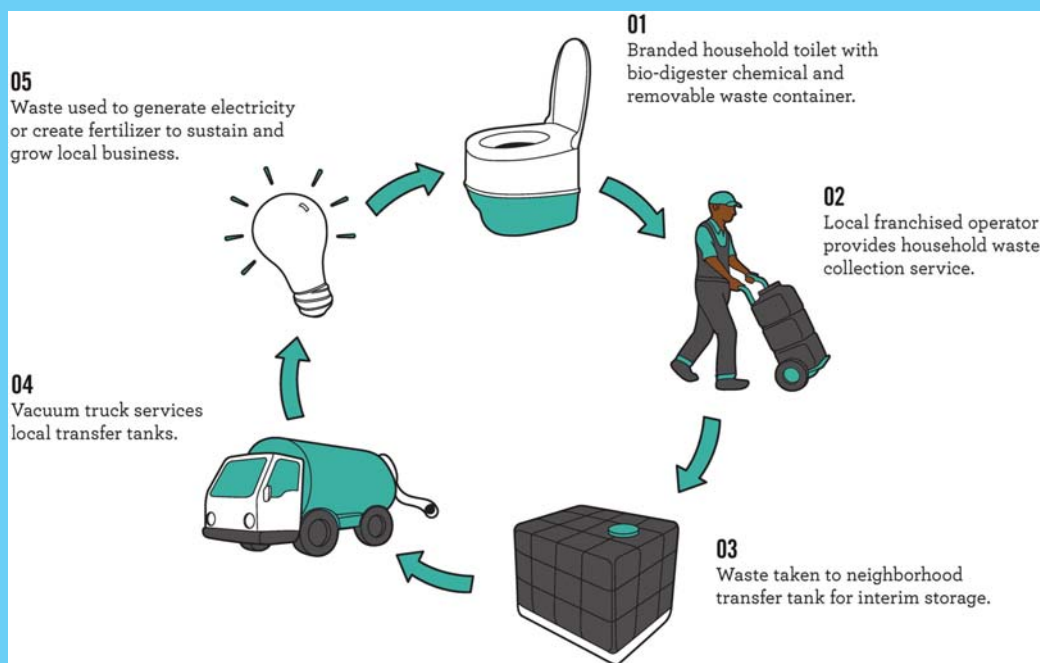 01
Branded household toilet with
bio-digester chemical and
removable waste container.
02
Local franchised operator
provides household waste
collection service.
03
Waste taken to neighborhood
transfer tank for interim storage.
04
Vacuum truck services
local transfer tanks.
05
Waste used to generate electricity
or create fertilizer to sustain and
grow local business.